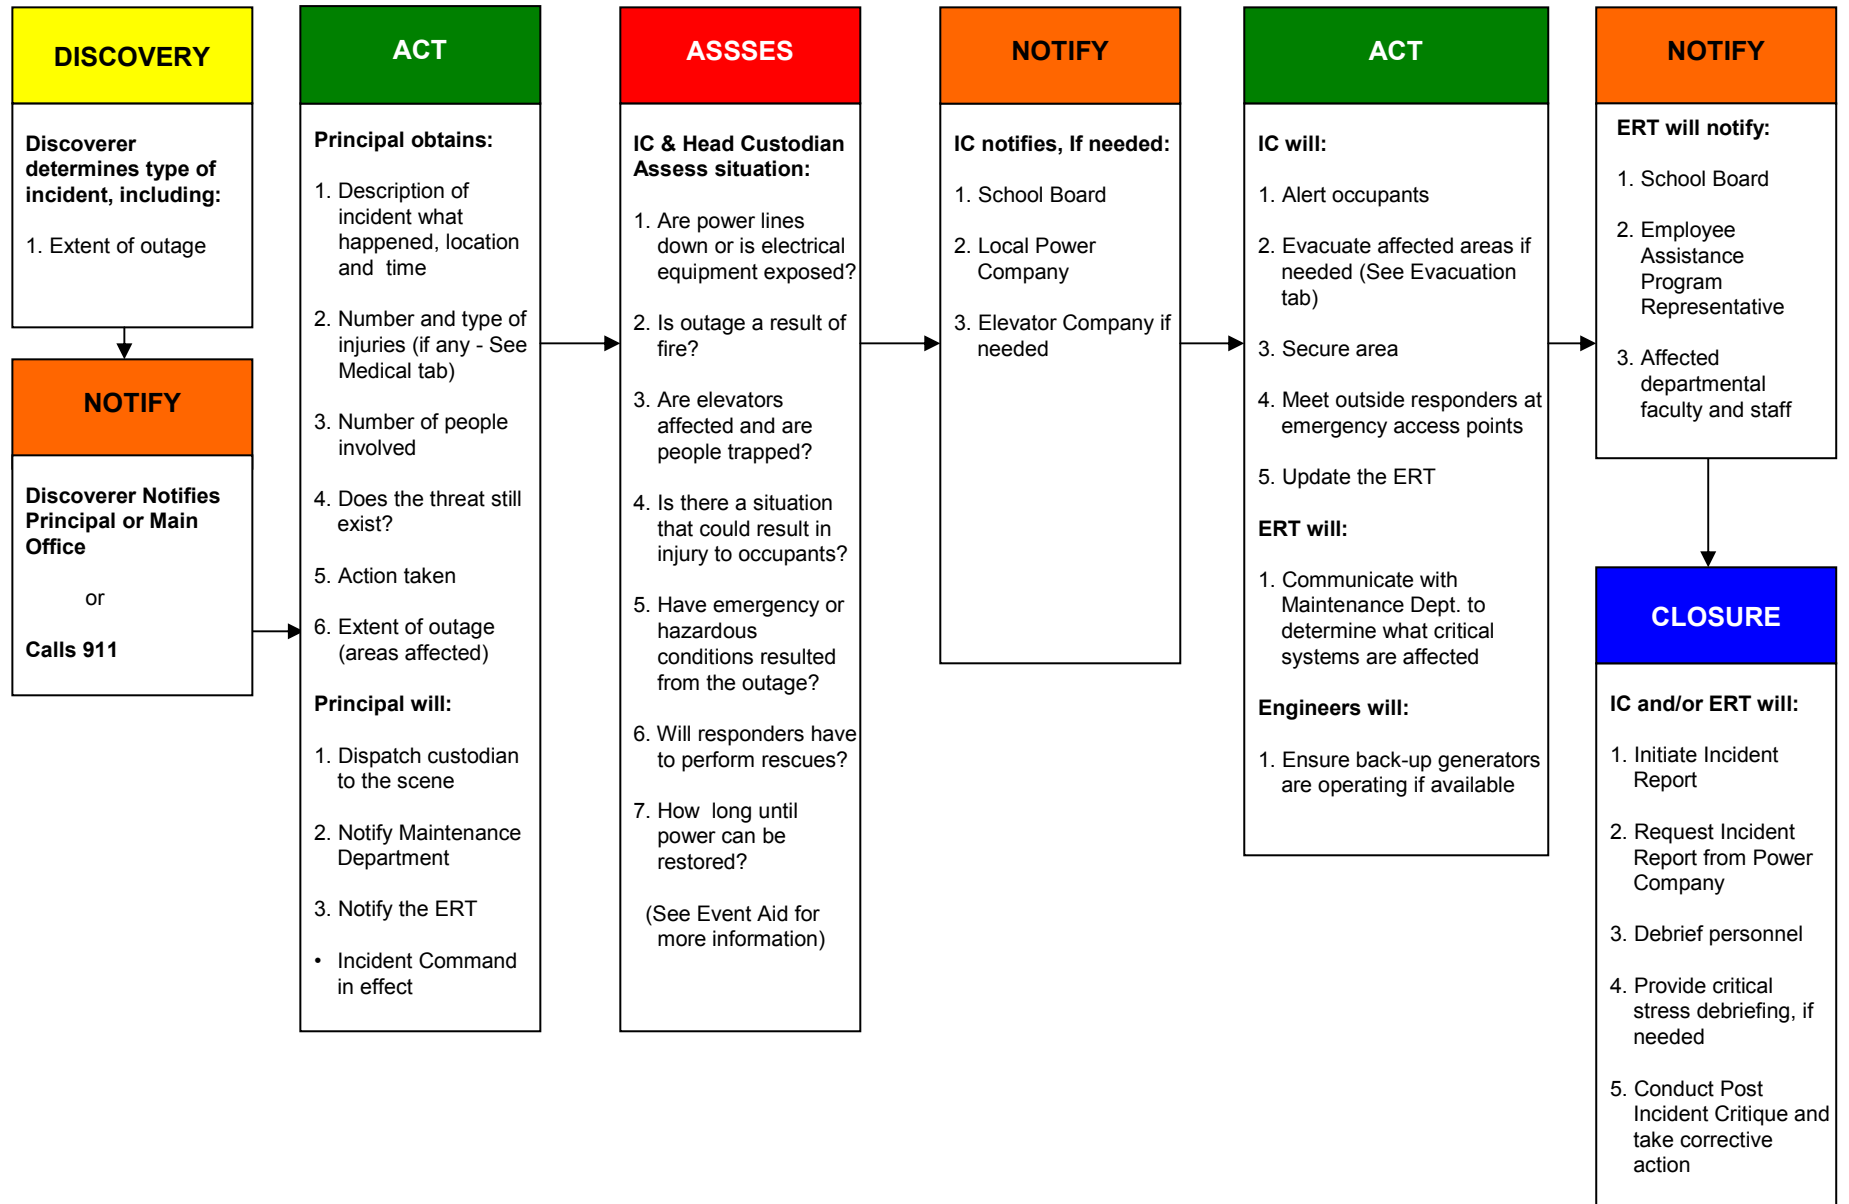 DISCOVERY
Discoverer
determines type of
incident, including:
1. Extent of outage
NOTIFY
Discoverer Notifies
Principal or Main
Office
or
Calls 911
ACT
Principal obtains:
1. Description of
incident what
happened, location
and time
2. Number and type of
injuries (if any - See
Medical tab)
3. Number of people
involved
4. Does the threat still
exist?
5. Action taken
6. Extent of outage
(areas affected)
Principal will:
1. Dispatch custodian
to the scene
2. Notify Maintenance
Department
3. Notify the ERT
• Incident Command
in effect
ASSSES
IC & Head Custodian
Assess situation:
1. Are power lines
down or is electrical
equipment exposed?
2. Is outage a result of
fire?
3. Are elevators
affected and are
people trapped?
4. Is there a situation
that could result in
injury to occupants?
5. Have emergency or
hazardous
conditions resulted
from the outage?
6. Will responders have
to perform rescues?
7. How long until
power can be
restored?
(See Event Aid for
more information)
NOTIFY
IC notifies, If needed:
1. School Board
2. Local Power
Company
3. Elevator Company if
needed
ACT
IC will:
1. Alert occupants
2. Evacuate affected areas if
needed (See Evacuation
tab)
3. Secure area
4. Meet outside responders at
emergency access points
5. Update the ERT
ERT will:
1. Communicate with
Maintenance Dept. to
determine what critical
systems are affected
Engineers will:
1. Ensure back-up generators
are operating if available
NOTIFY
ERT will notify:
1. School Board
2. Employee
Assistance
Program
Representative
3. Affected
departmental
faculty and staff
CLOSURE
IC and/or ERT will:
1. Initiate Incident
Report
2. Request Incident
Report from Power
Company
3. Debrief personnel
4. Provide critical
stress debriefing, if
needed
5. Conduct Post
Incident Critique and
take corrective
action